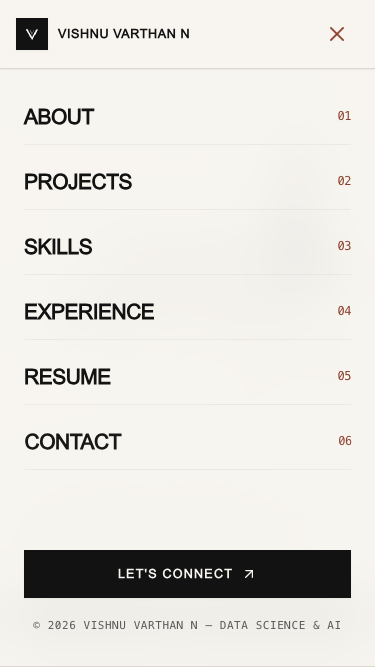 V VISHNU VARTHAN N
ABOUT 01
PROJECTS 02
SKILLS 03
EXPERIENCE 04
RESUME 05
CONTACT 06
LET'S CONNECT
© 2026 VISHNU VARTHAN N — DATA SCIENCE & AI